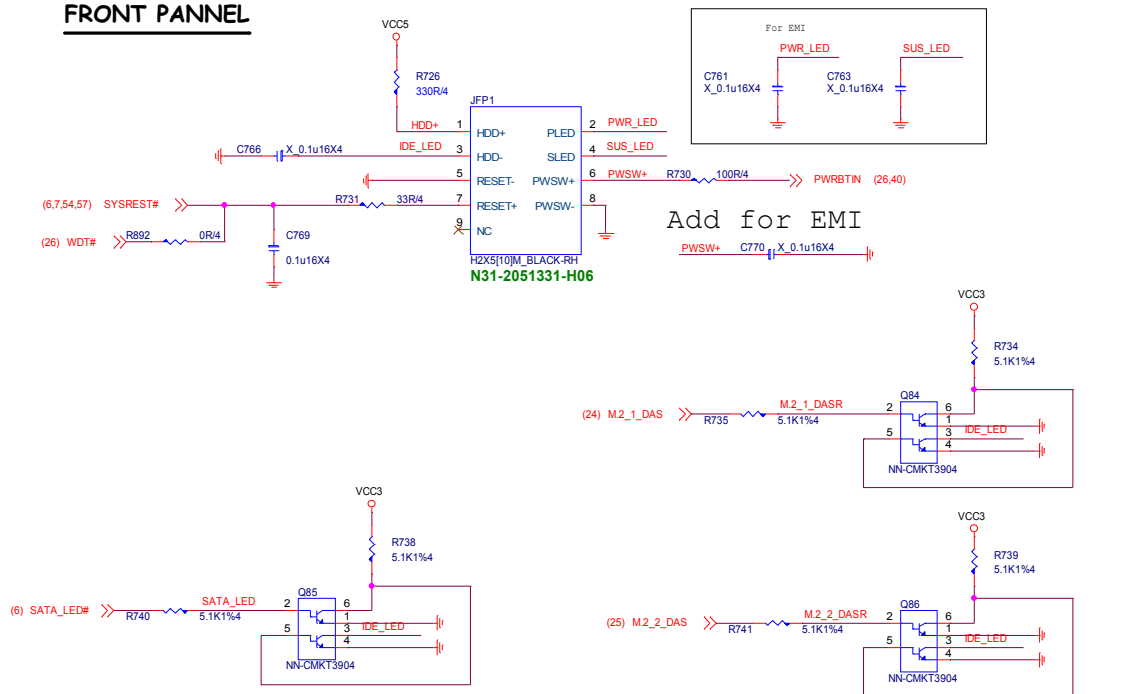 FRONT PANNEL
VCC5
R726
330R/4
For EMI
PWR_LED
SUS_LED
C761
X_0.1u16X4
C763
X_0.1u16X4
JFP1
HDD+
1
HDD+
PLED
2
PWR_LED
C766
X_0.1u16X4
IDE_LED
3
HDD-
SLED
4
SUS_LED
5
RESET-
PWSW+
6
PWSW+
R730
100R/4
PWRBTIN
(26,40)
(6,7,54,57) SYSREST#
R731
33R/4
7
RESET+
PWSW-
8
(26) WDT#
R892
0R/4
C769
0.1u16X4
9
NC
H2X5[10]M_BLACK-RH
N31-2051331-H06
Add for EMI
PWSW+
C770
X_0.1u16X4
VCC3
R734
5.1K1%4
(24) M.2_1_DAS
R735
M.2_1_DASR
5.1K1%4
Q84
2
5
6
1
3
4
IDE_LED
NN-CMKT3904
VCC3
R738
5.1K1%4
(6) SATA_LED#
R740
SATA_LED
5.1K1%4
Q85
2
5
6
1
3
4
IDE_LED
NN-CMKT3904
VCC3
R739
5.1K1%4
(25) M.2_2_DAS
R741
M.2_2_DASR
5.1K1%4
Q86
2
5
6
1
3
4
IDE_LED
NN-CMKT3904